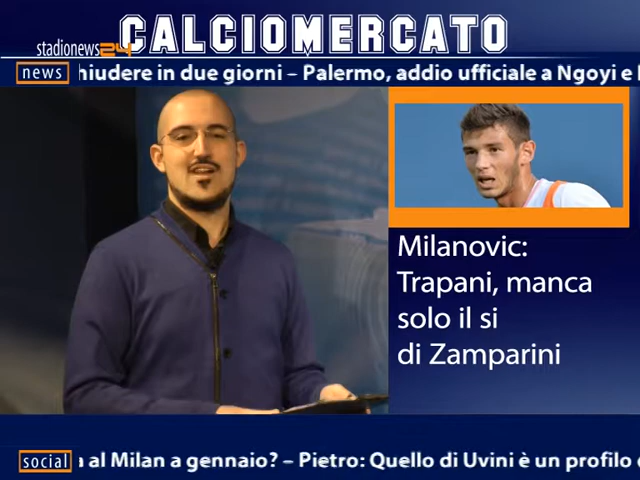 CALCIOMERCATO
stadionews24
news hiudere in due giorni – Palermo, addio ufficiale a Ngoyi e
Milanovic:
Trapani, manca
solo il si
di Zamparini
social a al Milan a gennaio? – Pietro: Quello di Uvini è un profilo